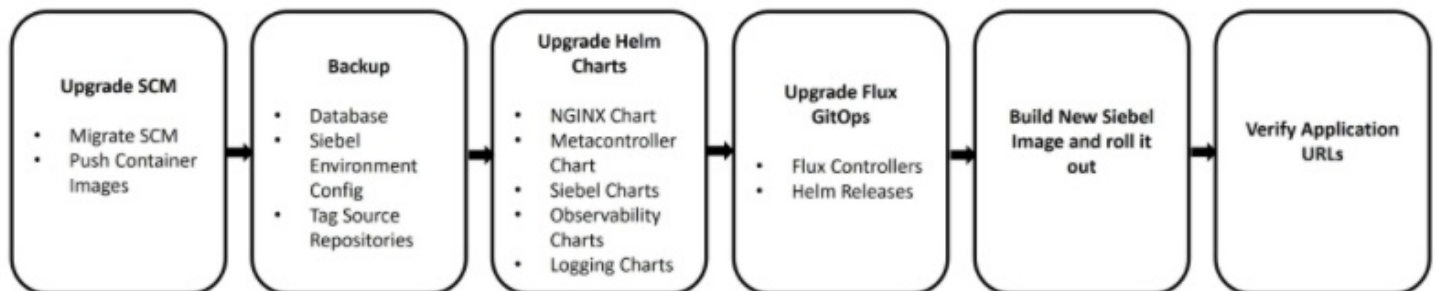 Upgrade SCM
• Migrate SCM
• Push Container
Images
Backup
• Database
• Siebel
Environment
Config
• Tag Source
Repositories
Upgrade Helm
Charts
• NGINX Chart
• Metacontroller
Chart
• Siebel Charts
• Observability
Charts
• Logging Charts
Upgrade Flux
GitOps
• Flux Controllers
• Helm Releases
Build New Siebel
Image and roll it
out
Verify Application
URLs